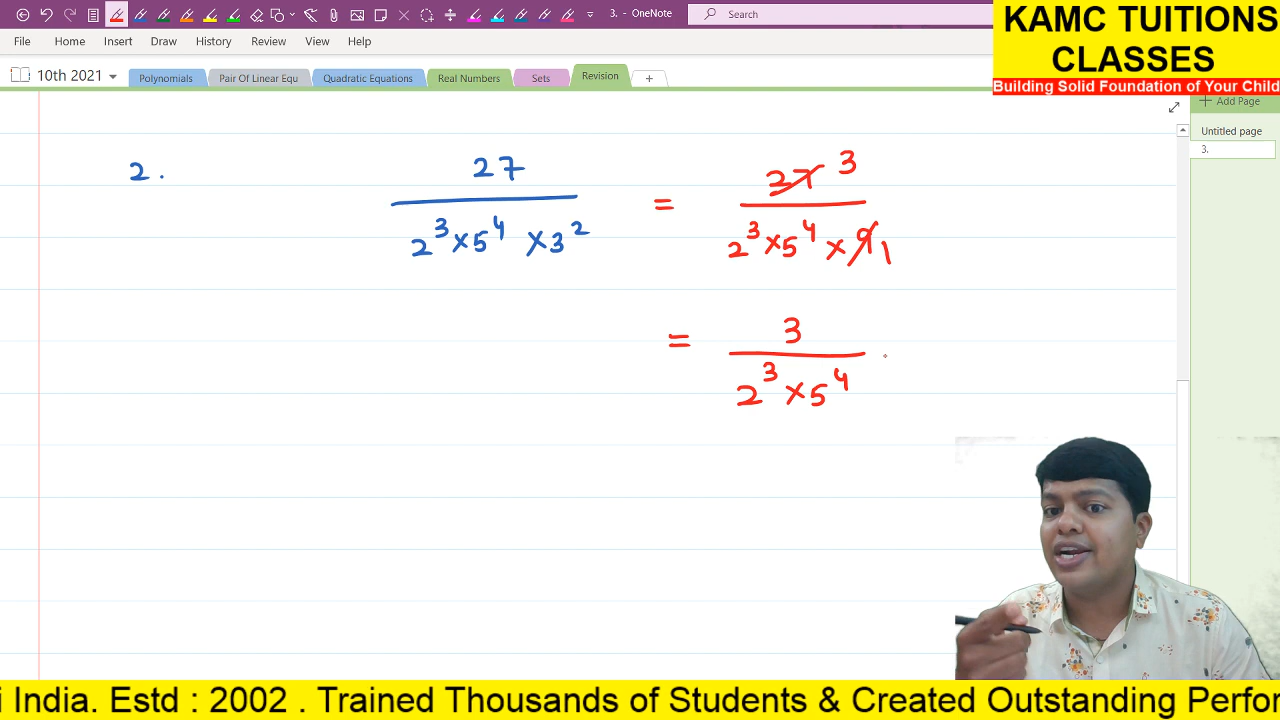 3. - OneNote
Search
KAMC TUITIONS
CLASSES
Building Solid Foundation of Your Child
File Home Insert Draw History Review View Help
10th 2021
Polynomials
Pair Of Linear Equ
Quadratic Equations
Real Numbers
Sets
Revision
+
+ Add Page
Untitled page
3.
2. 27 / 2³ × 5⁴ × 3² = 27 3 / 2³ × 5⁴ × 9 1
= 3 / 2³ × 5⁴
i India. Estd : 2002 . Trained Thousands of Students & Created Outstanding Perfor